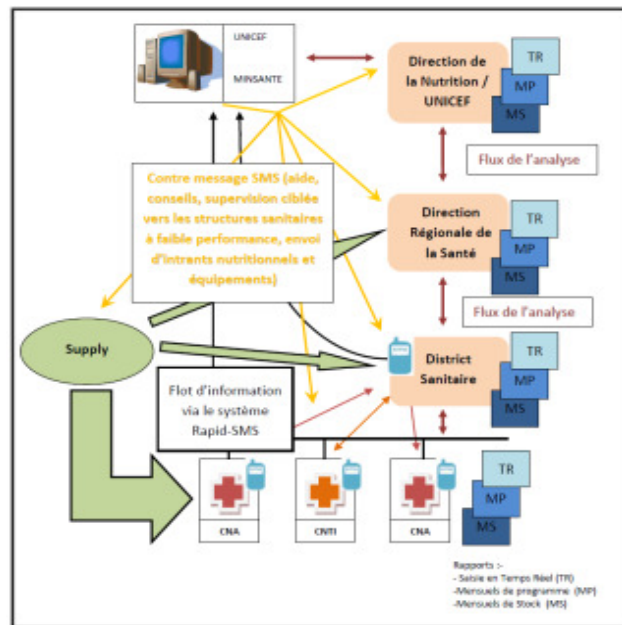 UNICEF
MINSANTE
Direction de
la Nutrition /
UNICEF
TR
MP
MS
Flux de l'analyse
Contre message SMS (aide,
conseils, supervision ciblée
vers les structures sanitaires
à faible performance, envoi
d'intrants nutritionnels et
équipements)
Direction
Régionale de
la Santé
TR
MP
MS
Flux de l'analyse
Supply
District
Sanitaire
TR
MP
MS
Flot d'information
via le système
Rapid-SMS
CNA
CNTI
CNA
TR
MP
MS
Rapports :-
- Saisie en Temps Réel (TR)
-Mensuels de programme (MP)
-Mensuels de Stock (MS)